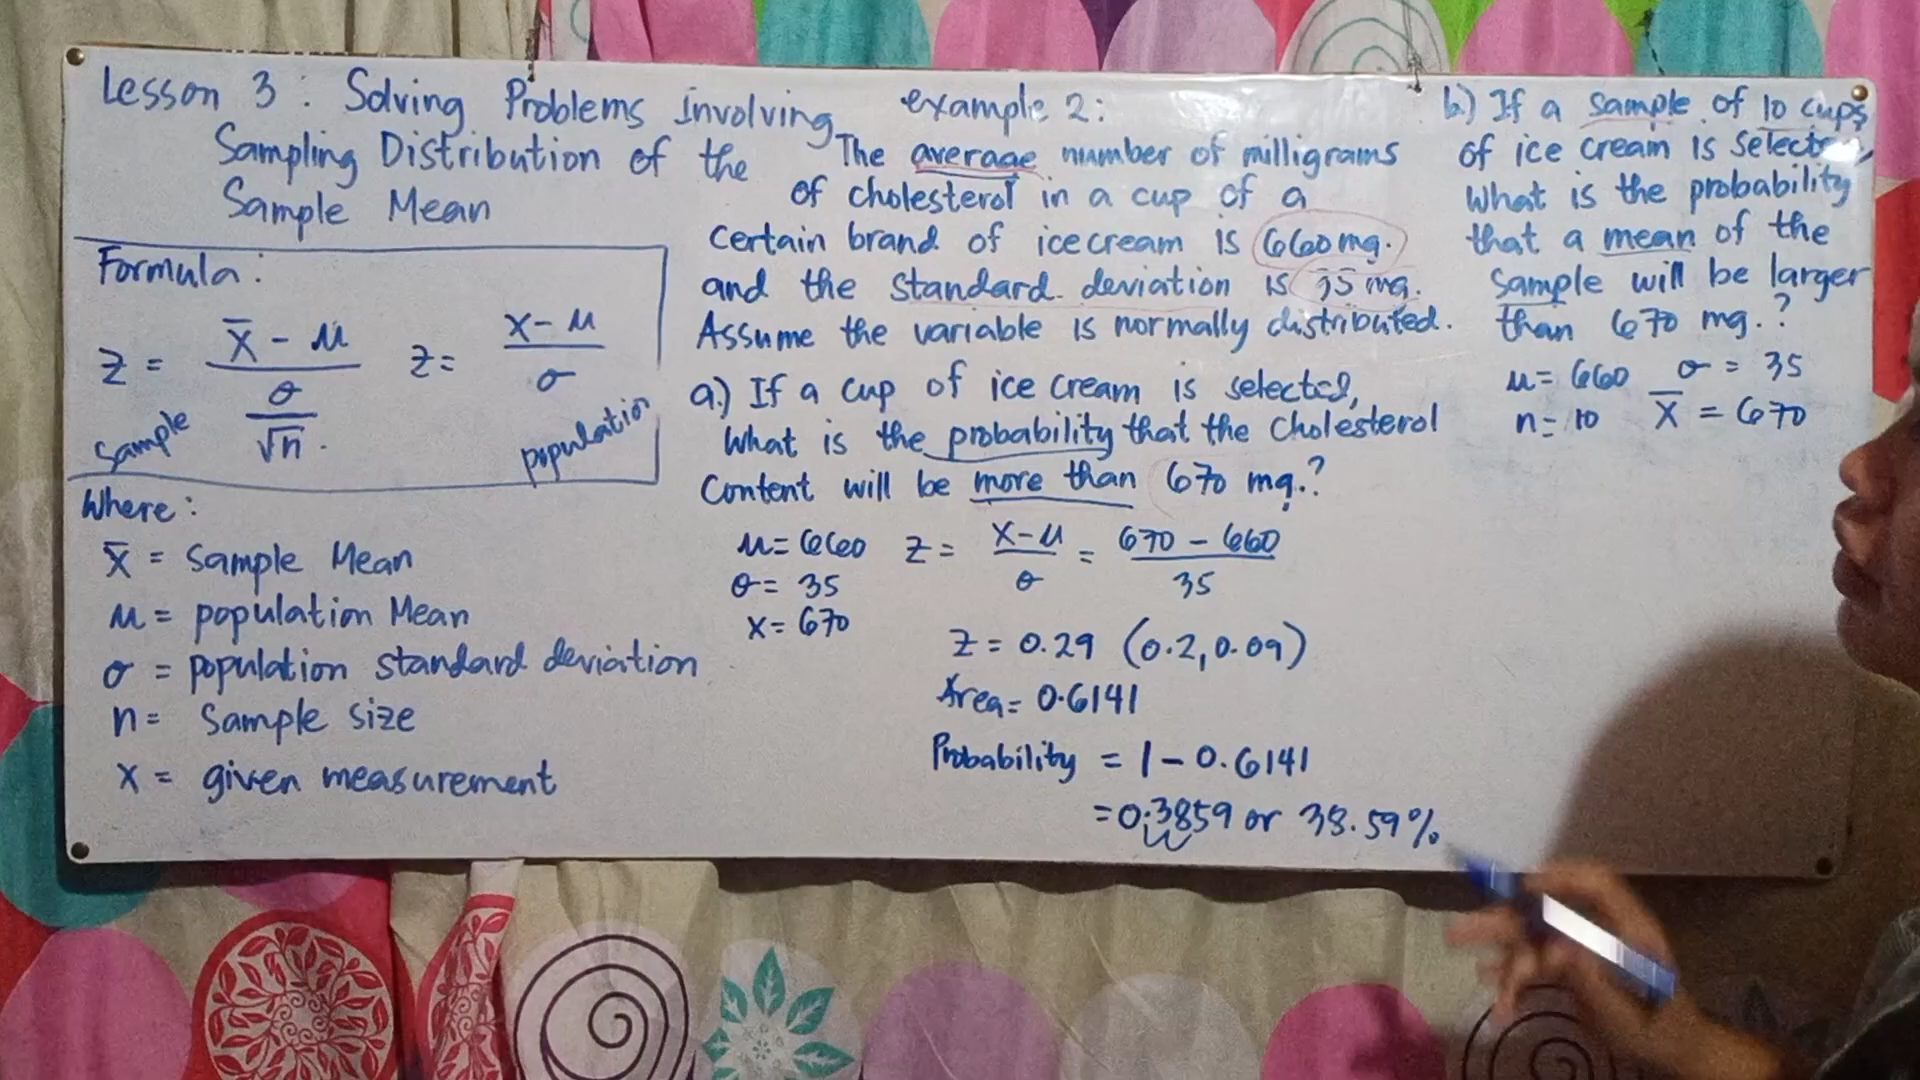 Lesson 3 : Solving Problems Involving
Sampling Distribution of the
Sample Mean
Formula :
z = x̄ - μ / σ / √n .
Sample
z = x - μ / σ
population
Where :
x̄ = Sample Mean
μ = population Mean
σ = population standard deviation
n = Sample size
x = given measurement
example 2 :
The average number of milligrams
of cholesterol in a cup of a
certain brand of ice cream is 660 mg.
and the standard deviation is 35 mg.
Assume the variable is normally distributed.
a.) If a cup of ice cream is selected,
What is the probability that the cholesterol
Content will be more than 670 mg.?
μ = 660
σ = 35
x = 670
z = x - μ / σ = 670 - 660 / 35
z = 0.29 (0.2, 0.09)
Area = 0.6141
Probability = 1 - 0.6141
= 0.3859 or 38.59%
b.) If a sample of 10 cups
of ice cream is
What is the probability
that a mean of the
Sample will be larger
than 670 mg.?
μ = 660 σ = 35
n = 10 x̄ = 670